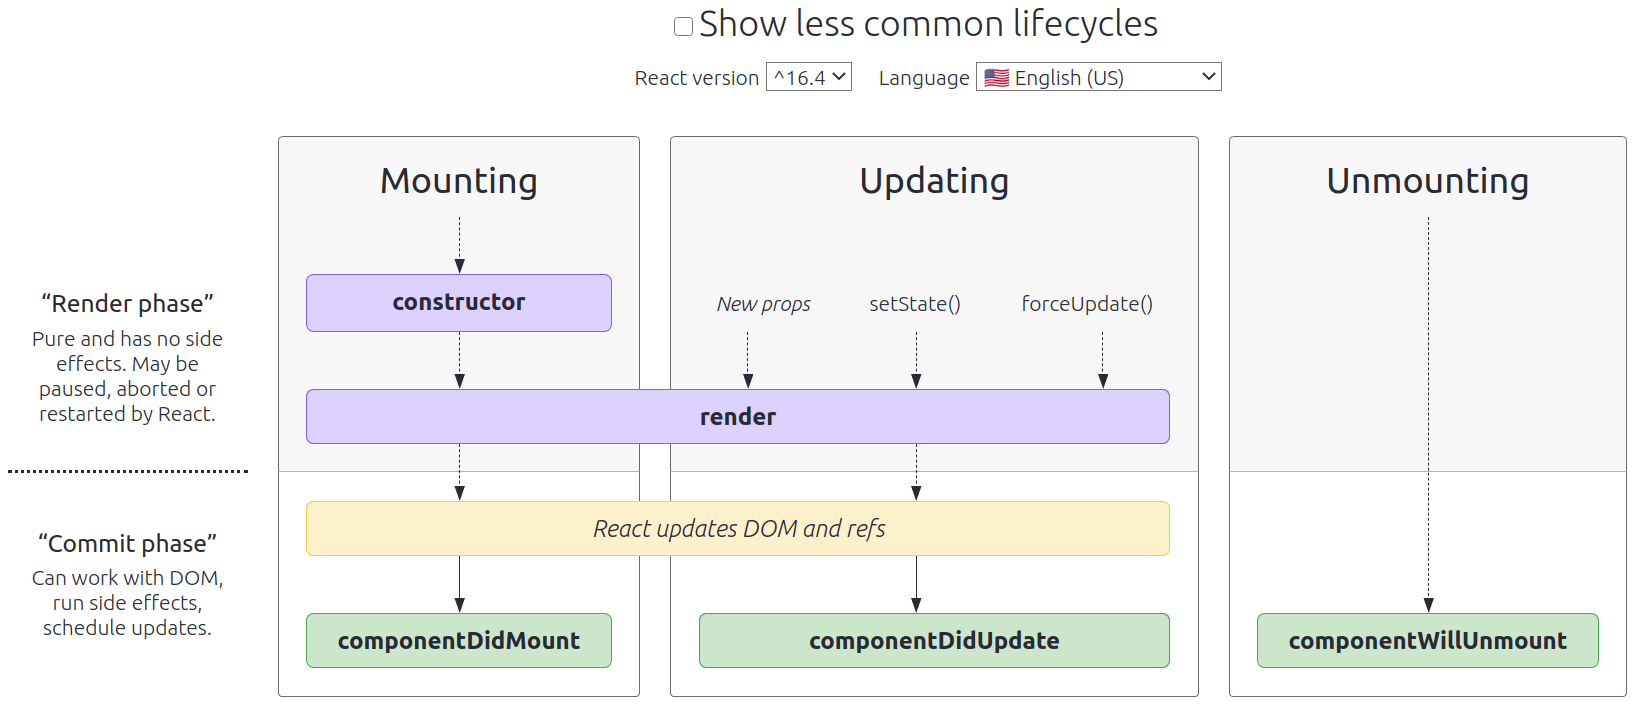 Show less common lifecycles
React version ^16.4 Language 🇺🇸 English (US)
Mounting
Updating
Unmounting
“Render phase”
Pure and has no side
effects. May be
paused, aborted or
restarted by React.
constructor
New props
setState()
forceUpdate()
render
“Commit phase”
Can work with DOM,
run side effects,
schedule updates.
React updates DOM and refs
componentDidMount
componentDidUpdate
componentWillUnmount